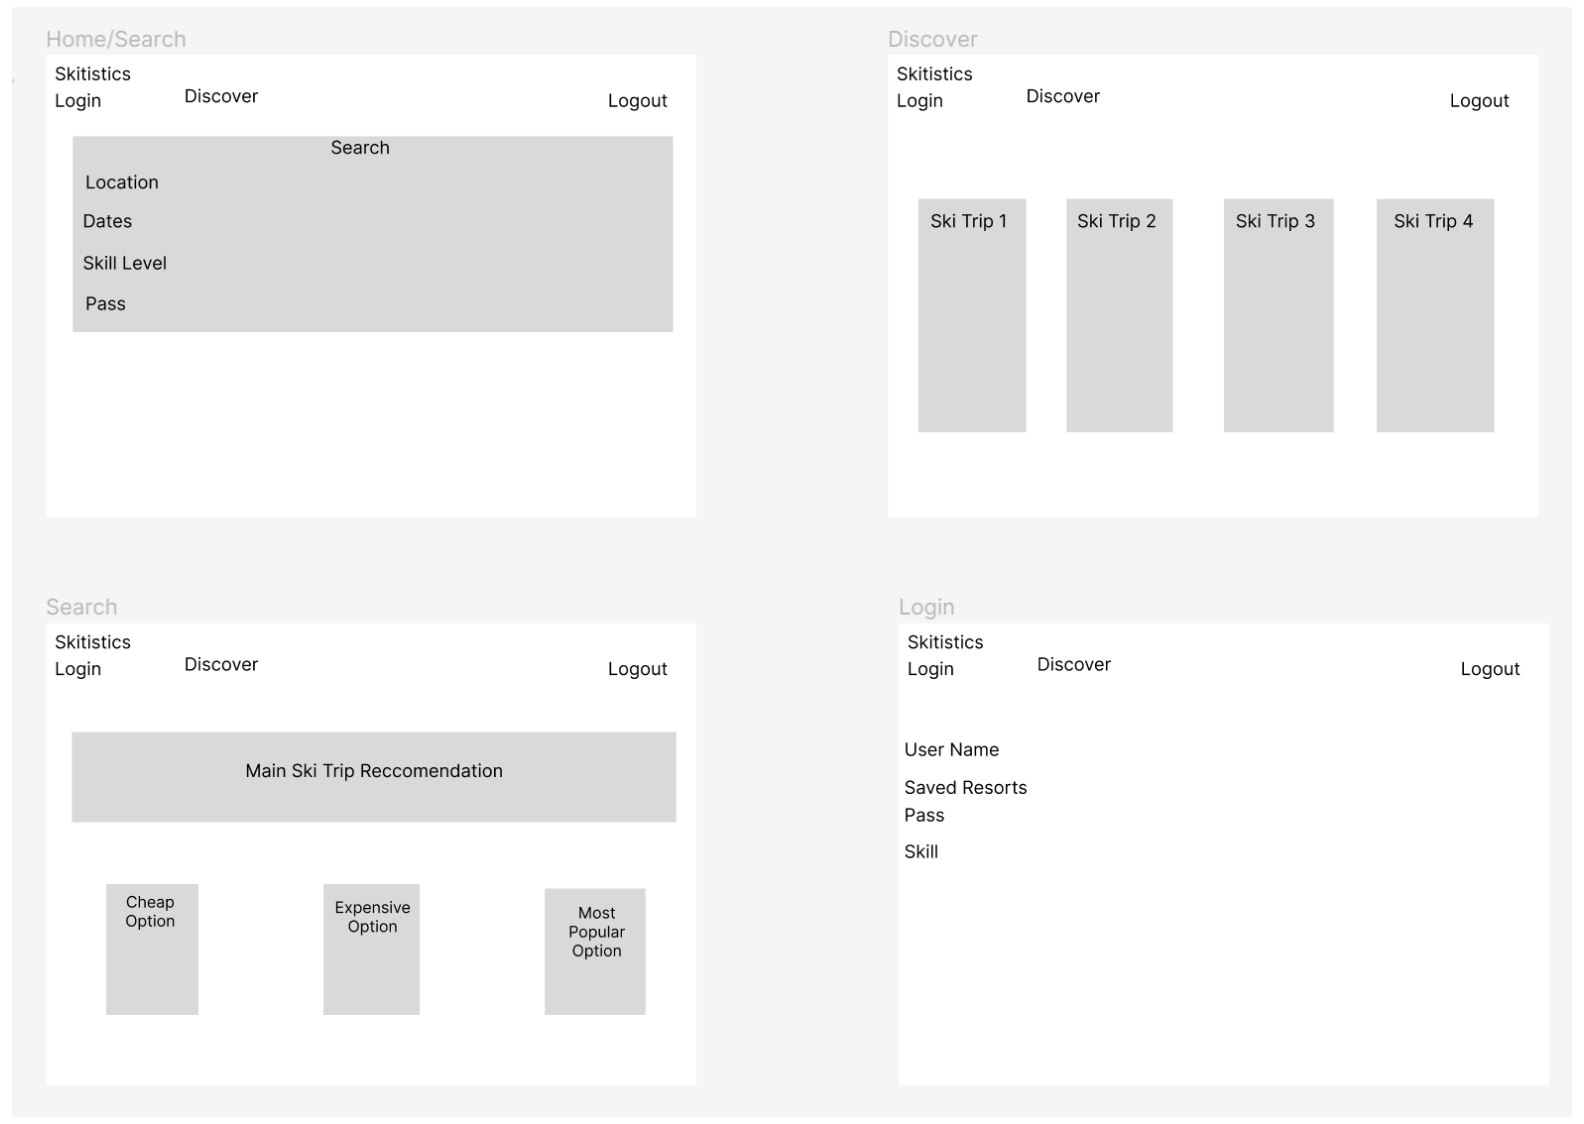 Home/Search
Skitistics
Login
Discover
Logout
Search
Location
Dates
Skill Level
Pass
Discover
Skitistics
Login
Discover
Logout
Ski Trip 1
Ski Trip 2
Ski Trip 3
Ski Trip 4
Search
Skitistics
Login
Discover
Logout
Main Ski Trip Reccomendation
Cheap
Option
Expensive
Option
Most
Popular
Option
Login
Skitistics
Login
Discover
Logout
User Name
Saved Resorts
Pass
Skill